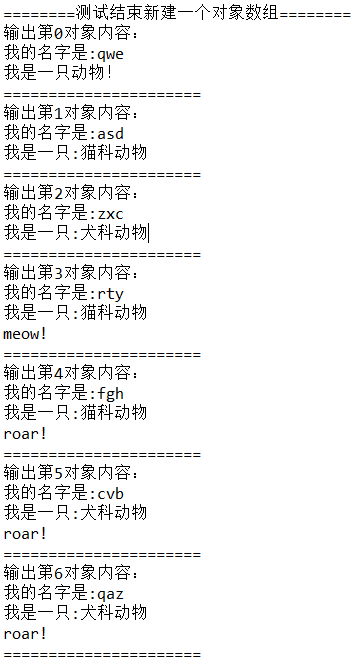 ========测试结束新建一个对象数组========
输出第0对象内容:
我的名字是:qwe
我是一只动物!
======================
输出第1对象内容:
我的名字是:asd
我是一只:猫科动物
======================
输出第2对象内容:
我的名字是:zxc
我是一只:犬科动物
======================
输出第3对象内容:
我的名字是:rty
我是一只:猫科动物
meow!
======================
输出第4对象内容:
我的名字是:fgh
我是一只:猫科动物
roar!
======================
输出第5对象内容:
我的名字是:cvb
我是一只:犬科动物
roar!
======================
输出第6对象内容:
我的名字是:qaz
我是一只:犬科动物
roar!
======================